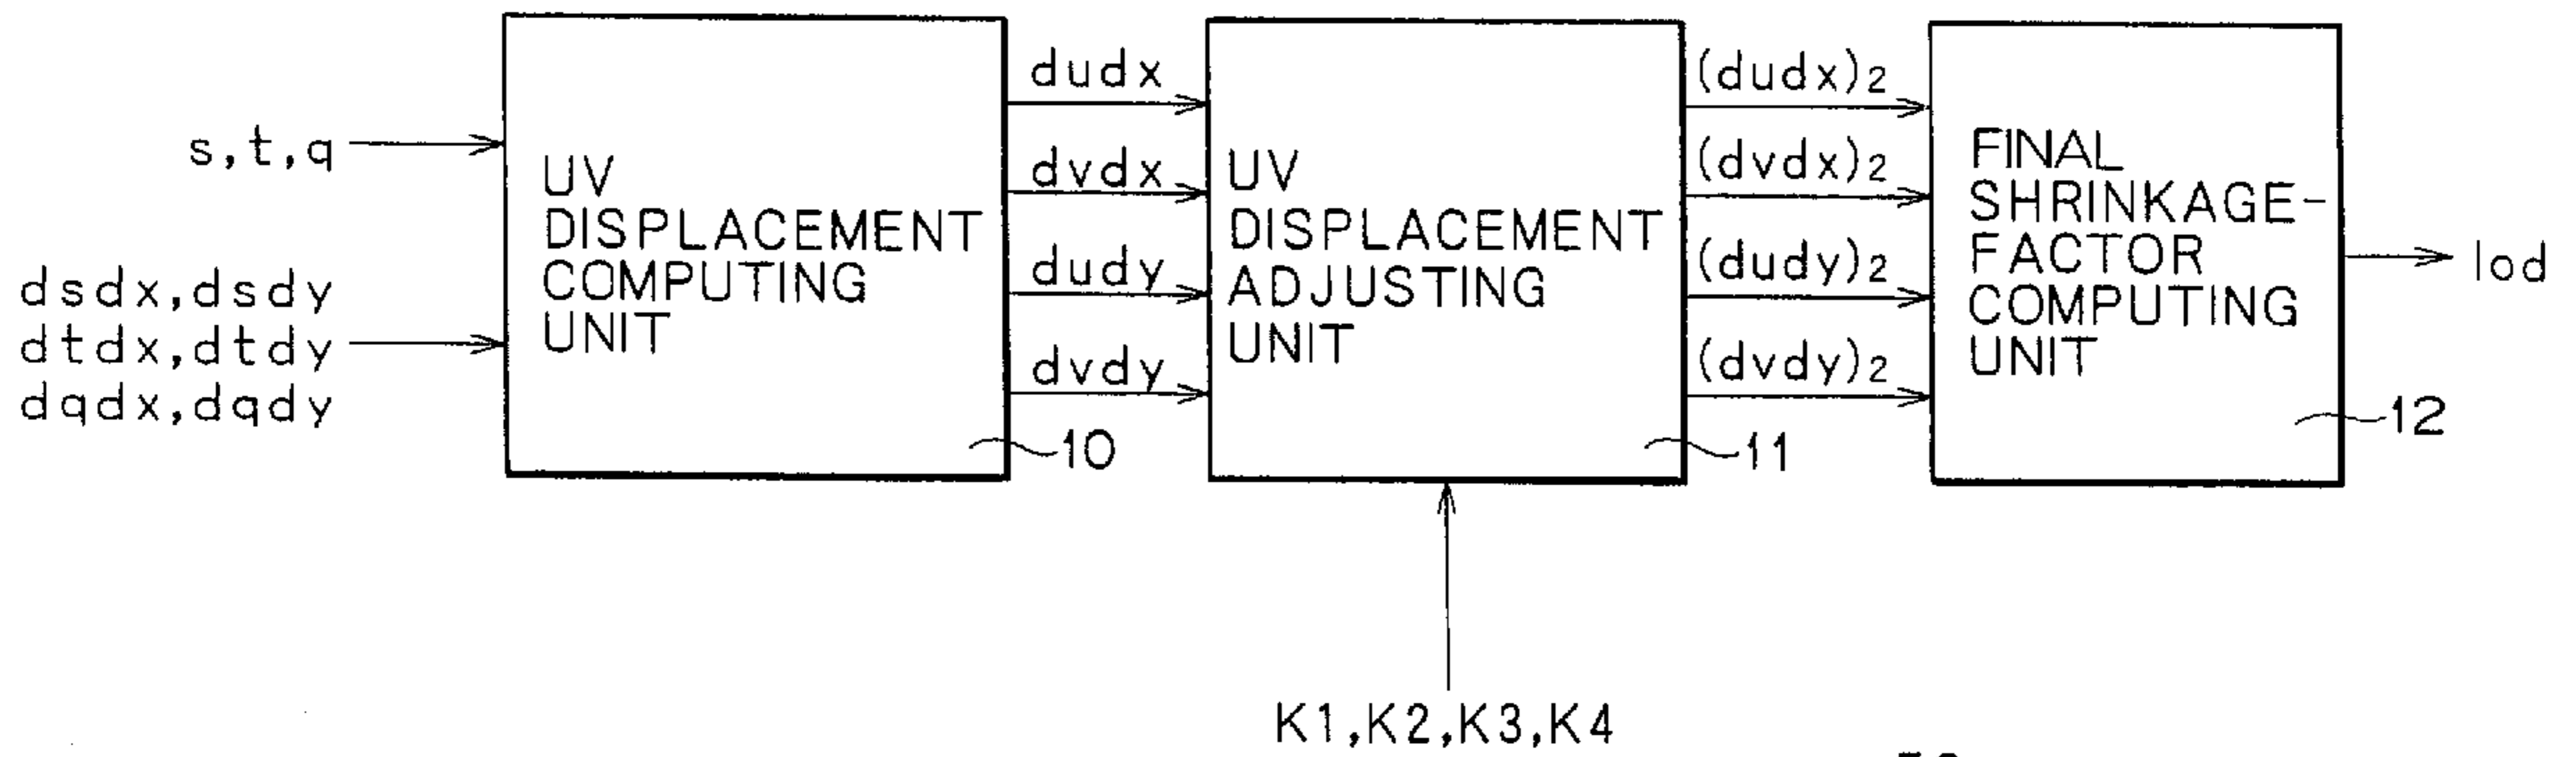 s,t,q
dsdx,dsdy
dtdx,dtdy
dqdx,dqdy
UV
DISPLACEMENT
COMPUTING
UNIT
10
dudx
dvdx
dudy
dvdy
UV
DISPLACEMENT
ADJUSTING
UNIT
11
K1,K2,K3,K4
(dudx)2
(dvdx)2
(dudy)2
(dvdy)2
FINAL
SHRINKAGE-
FACTOR
COMPUTING
UNIT
12
lod